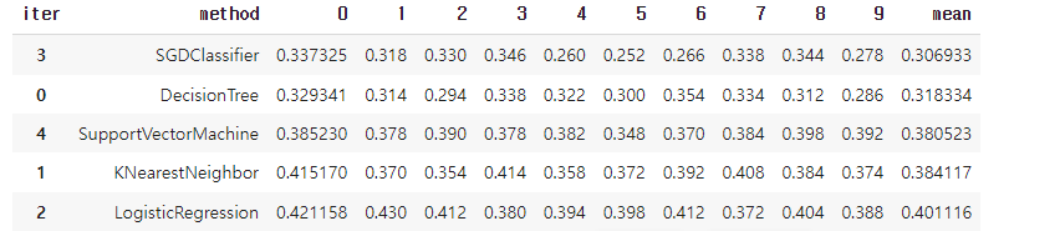 iter method 0 1 2 3 4 5 6 7 8 9 mean
3 SGDClassifier 0.337325 0.318 0.330 0.346 0.260 0.252 0.266 0.338 0.344 0.278 0.306933
0 DecisionTree 0.329341 0.314 0.294 0.338 0.322 0.300 0.354 0.334 0.312 0.286 0.318334
4 SupportVectorMachine 0.385230 0.378 0.390 0.378 0.382 0.348 0.370 0.384 0.398 0.392 0.380523
1 KNearestNeighbor 0.415170 0.370 0.354 0.414 0.358 0.372 0.392 0.408 0.384 0.374 0.384117
2 LogisticRegression 0.421158 0.430 0.412 0.380 0.394 0.398 0.412 0.372 0.404 0.388 0.401116